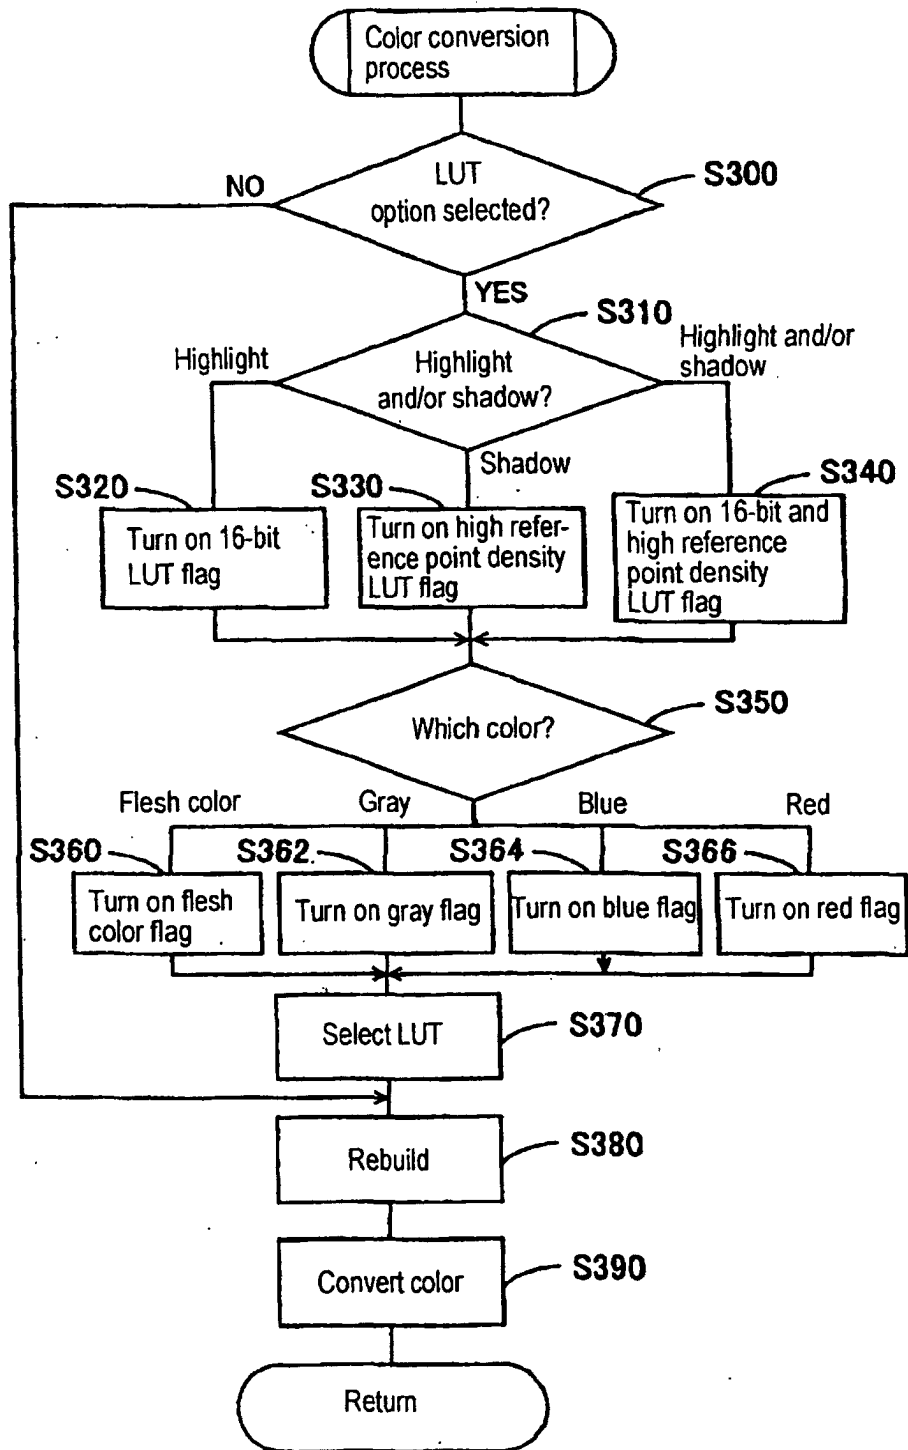 Color conversion
process
LUT
option selected?
S300
NO
YES
S310
Highlight
Highlight
and/or shadow?
Highlight and/or
shadow
Shadow
S320
Turn on 16-bit
LUT flag
S330
Turn on high refer-
ence point density
LUT flag
S340
Turn on 16-bit and
high reference
point density
LUT flag
Which color?
S350
Flesh color
Gray
Blue
Red
S360
S362
S364
S366
Turn on flesh
color flag
Turn on gray flag
Turn on blue flag
Turn on red flag
Select LUT
S370
Rebuild
S380
Convert color
S390
Return